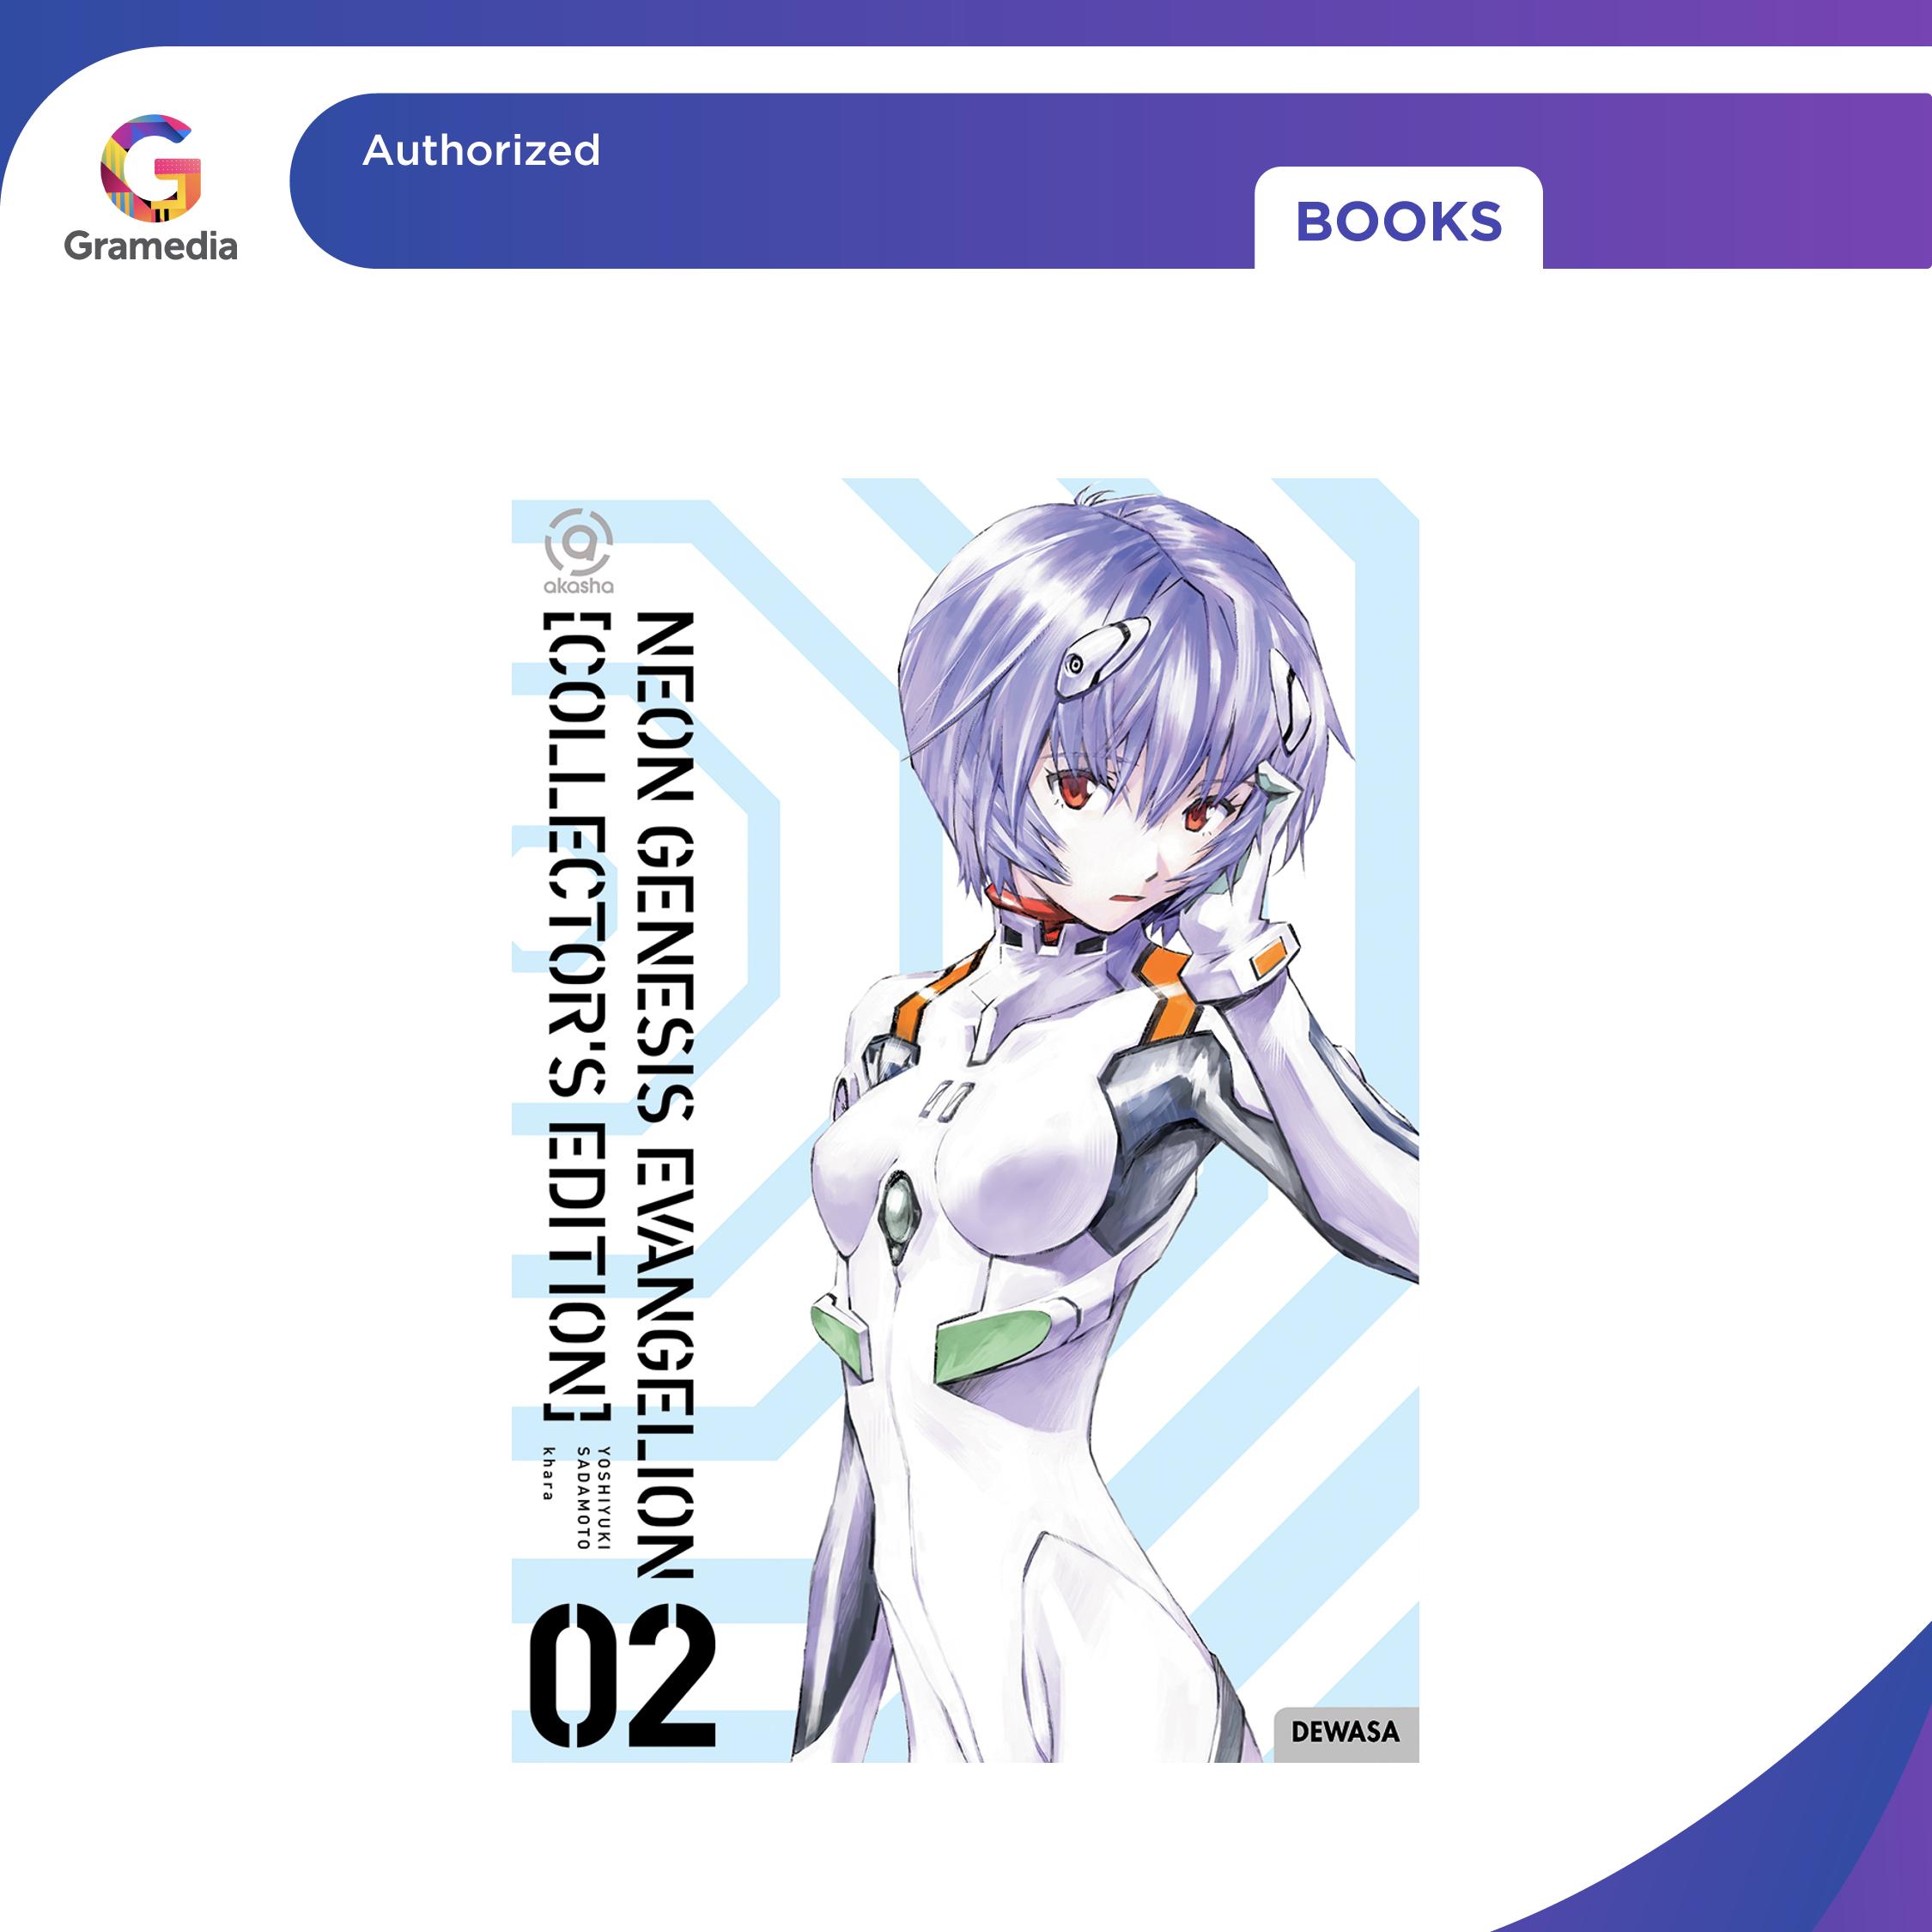 Gramedia
Authorized
BOOKS
akasha
NEON GENESIS EVANGELION
[COLLECTOR'S EDITION]
YOSHIYUKI
SADAMOTO
khara
02
DEWASA